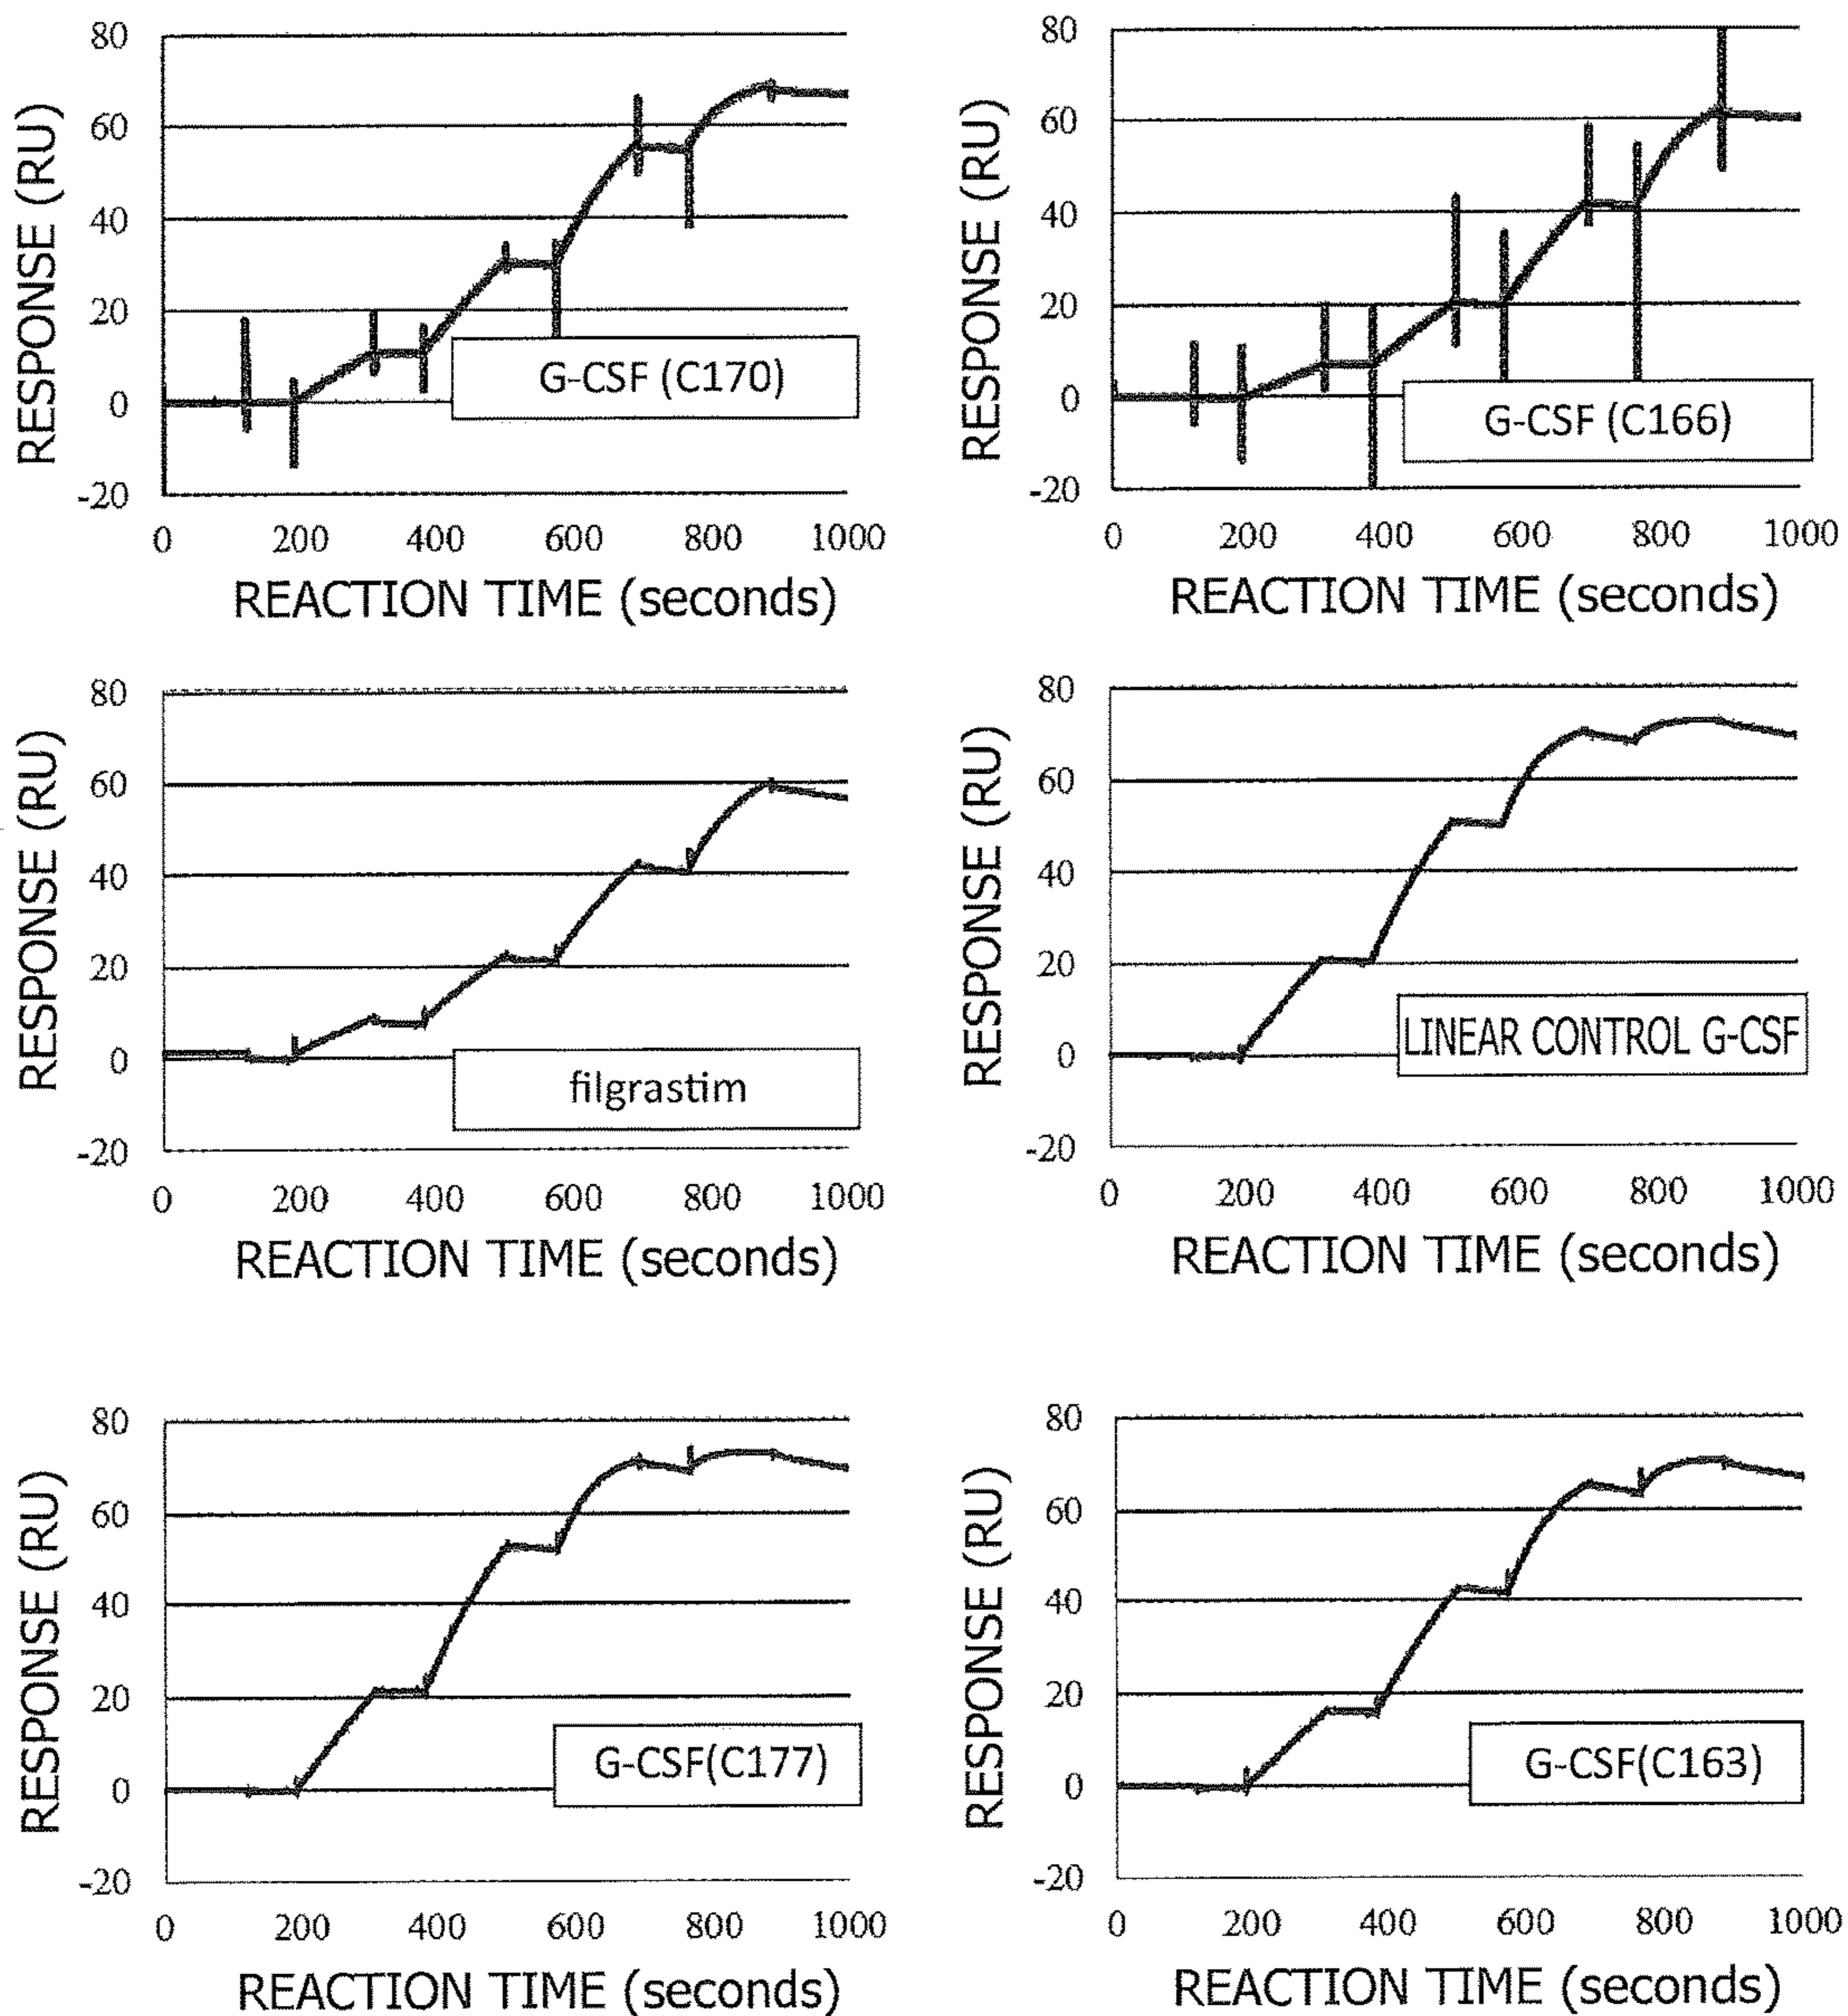 RESPONSE (RU)
80
60
40
20
0
-20
G-CSF (C170)
0 200 400 600 800 1000
REACTION TIME (seconds)
RESPONSE (RU)
80
60
40
20
0
-20
G-CSF (C166)
0 200 400 600 800 1000
REACTION TIME (seconds)
RESPONSE (RU)
80
60
40
20
0
-20
filgrastim
0 200 400 600 800 1000
REACTION TIME (seconds)
RESPONSE (RU)
80
60
40
20
0
-20
LINEAR CONTROL G-CSF
0 200 400 600 800 1000
REACTION TIME (seconds)
RESPONSE (RU)
80
60
40
20
0
-20
G-CSF(C177)
0 200 400 600 800 1000
REACTION TIME (seconds)
RESPONSE (RU)
80
60
40
20
0
-20
G-CSF(C163)
0 200 400 600 800 1000
REACTION TIME (seconds)